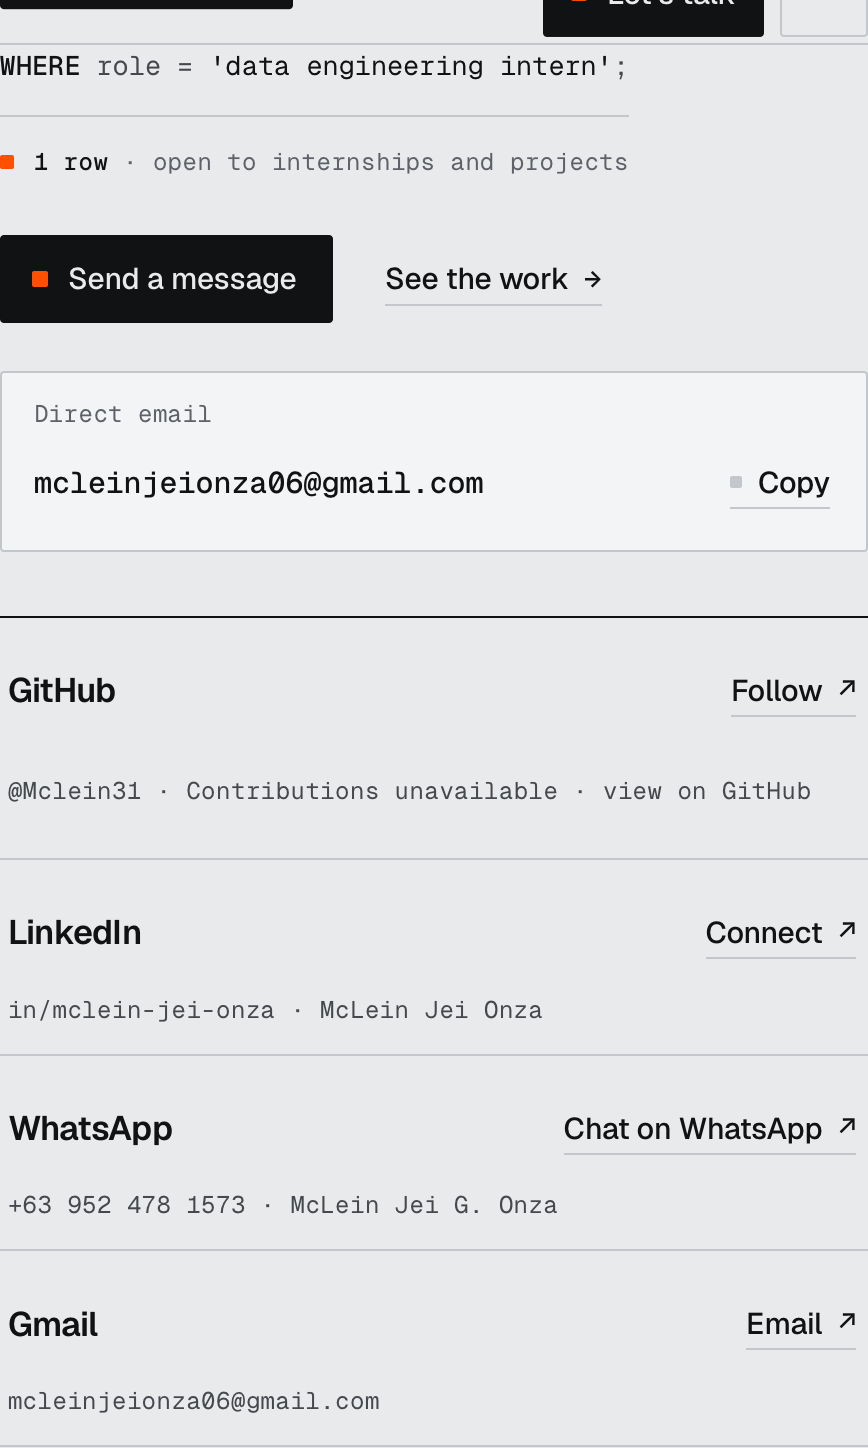 Let's talk
WHERE role = 'data engineering intern';
1 row · open to internships and projects
Send a message
See the work →
Direct email
mcleinjeionza06@gmail.com
Copy
GitHub
Follow ↗
@Mclein31 · Contributions unavailable · view on GitHub
LinkedIn
Connect ↗
in/mclein-jei-onza · McLein Jei Onza
WhatsApp
Chat on WhatsApp ↗
+63 952 478 1573 · McLein Jei G. Onza
Gmail
Email ↗
mcleinjeionza06@gmail.com